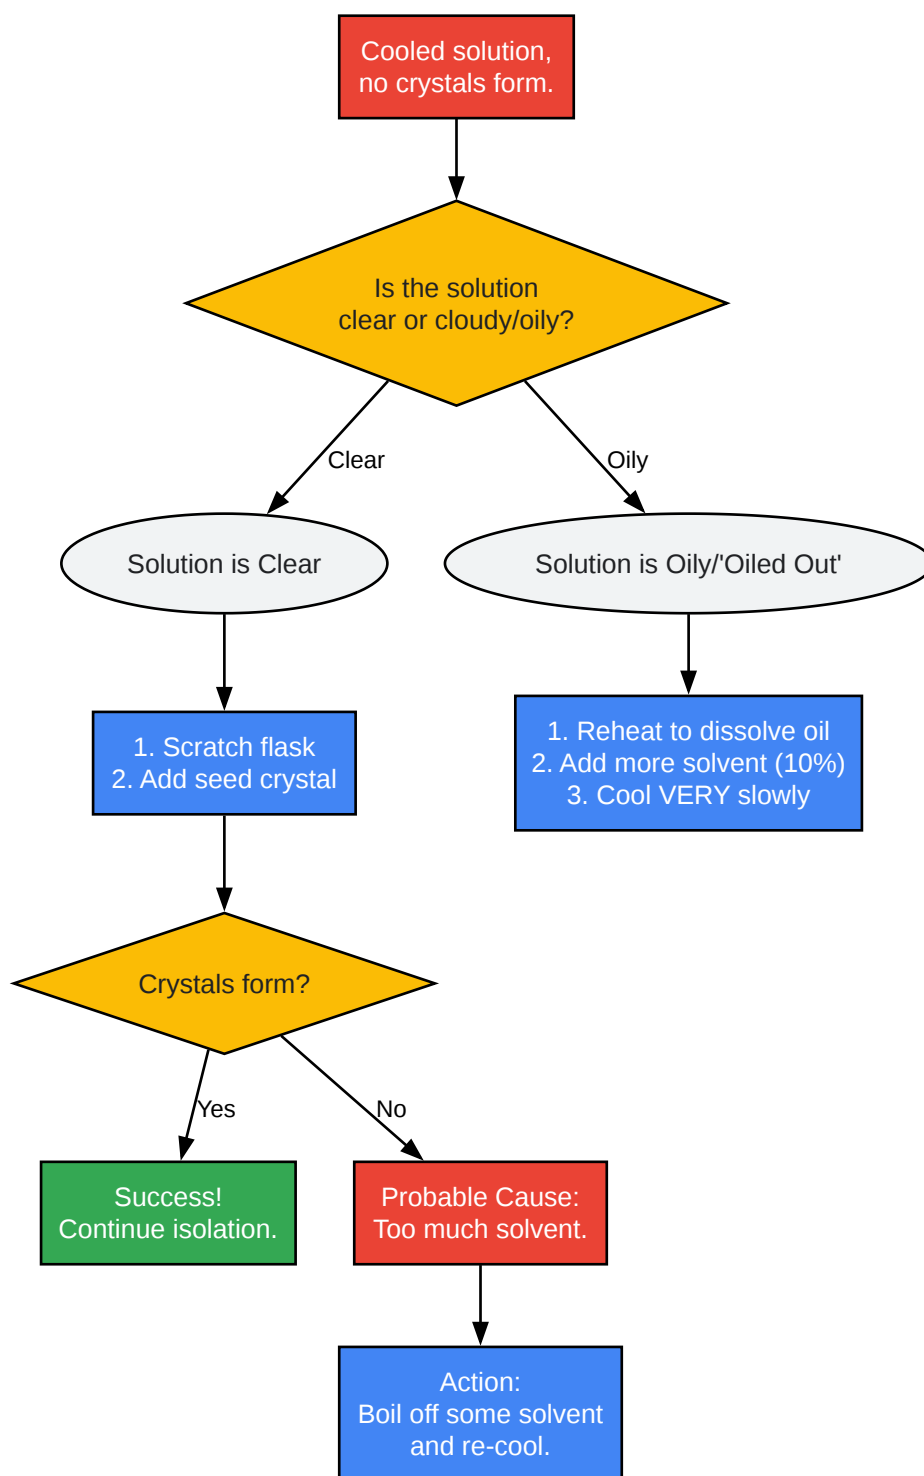 Cooled solution,
no crystals form.
Is the solution
clear or cloudy/oily?
Clear
Oily
Solution is Clear
Solution is Oily/'Oiled Out'
1. Scratch flask
2. Add seed crystal
1. Reheat to dissolve oil
2. Add more solvent (10%)
3. Cool VERY slowly
Crystals form?
Yes
No
Success!
Continue isolation.
Probable Cause:
Too much solvent.
Action:
Boil off some solvent
and re-cool.